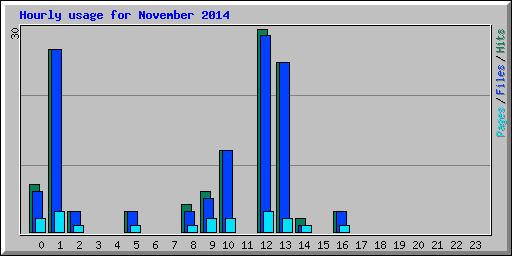 Hourly usage for November 2014
30
Pages/Files/Hits
0 1 2 3 4 5 6 7 8 9 10 11 12 13 14 15 16 17 18 19 20 21 22 23